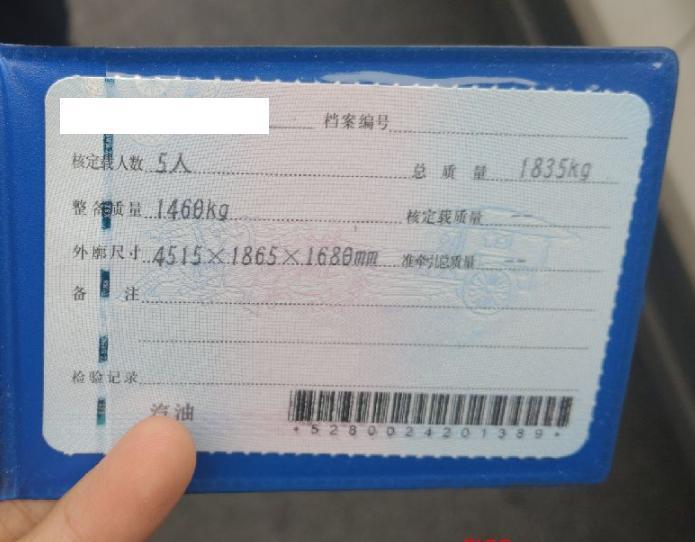 档案编号
核定载人数 5人 总质量 1835kg
整备质量 1460kg 核定载质量 --
外廓尺寸 4515×1865×1680mm 准牵引总质量 --
备注
检验记录
汽油
*5280024201389*